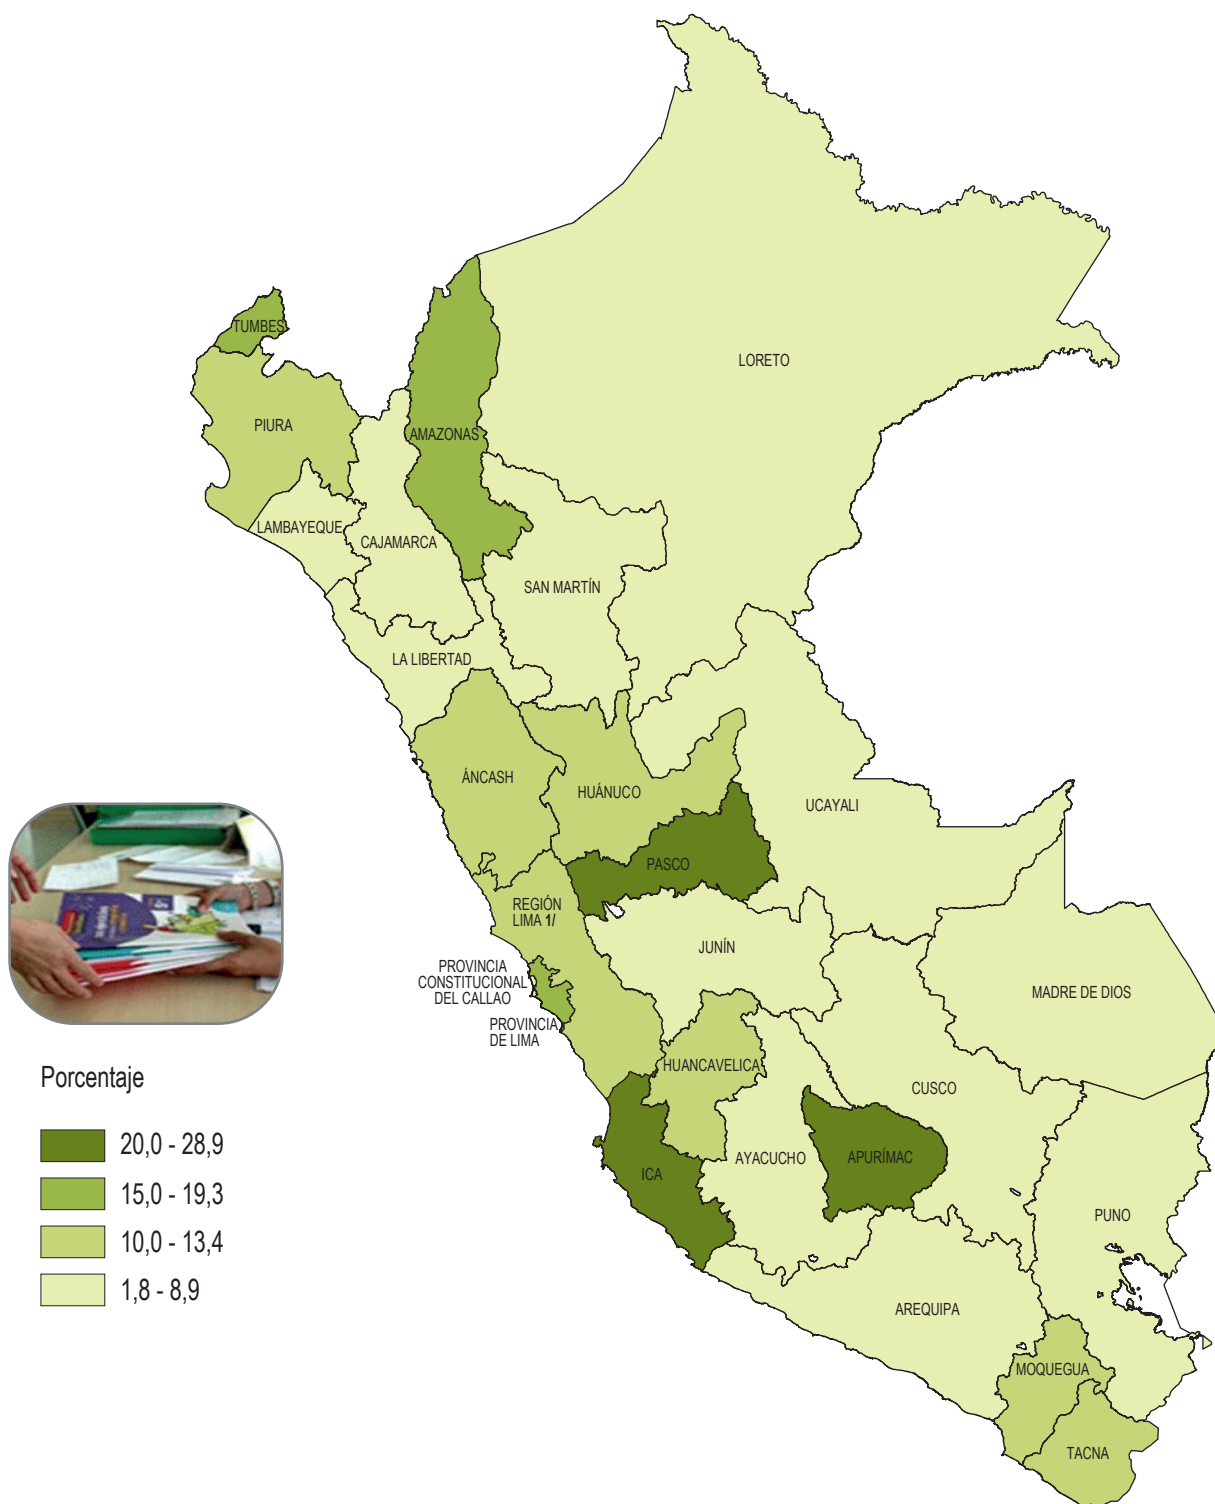 LORETO
TUMBES
PIURA
AMAZONAS
LAMBAYEQUE
CAJAMARCA
SAN MARTÍN
LA LIBERTAD
ÁNCASH
HUÁNUCO
UCAYALI
PASCO
REGIÓN
LIMA 1/
JUNÍN
PROVINCIA
CONSTITUCIONAL
DEL CALLAO
MADRE DE DIOS
PROVINCIA
DE LIMA
HUANCAVELICA
CUSCO
AYACUCHO
APURÍMAC
ICA
PUNO
AREQUIPA
MOQUEGUA
TACNA
Porcentaje
20,0 - 28,9
15,0 - 19,3
10,0 - 13,4
1,8 - 8,9